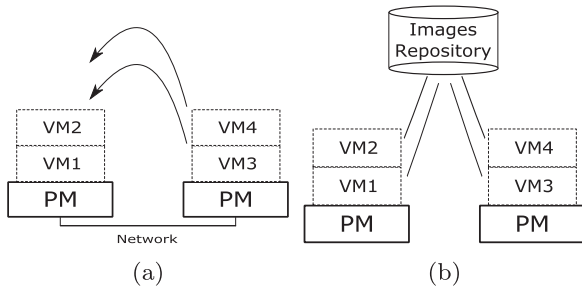 Images
Repository
VM2
VM4
VM1
VM3
PM
PM
Network
(a)
VM2
VM4
VM1
VM3
PM
PM
(b)